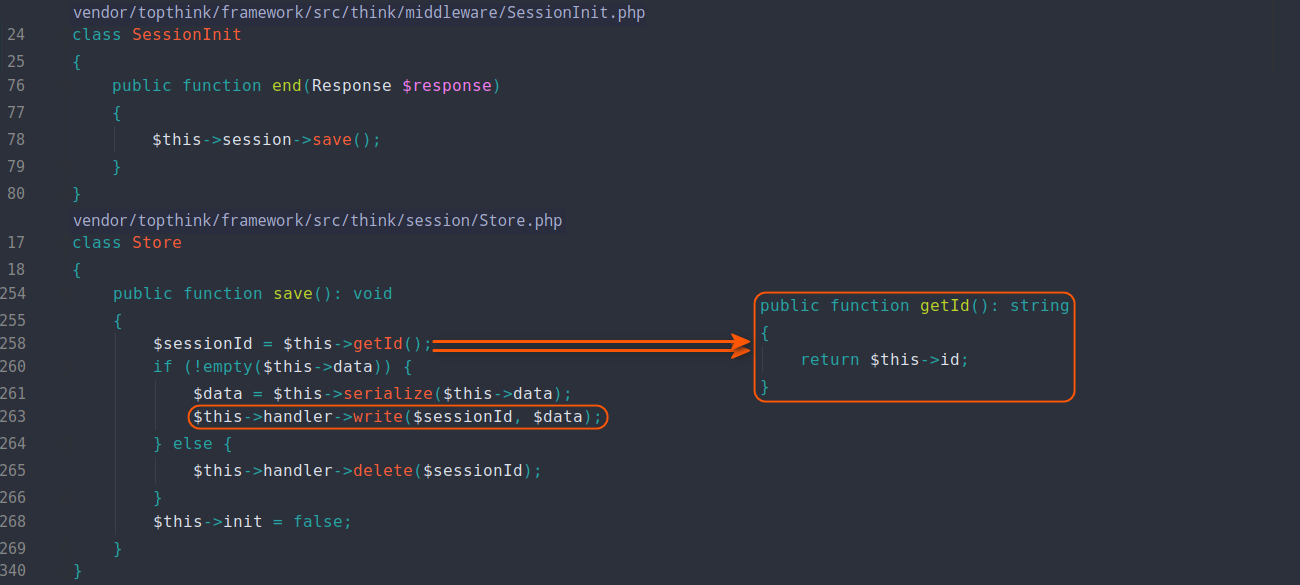 vendor/topthink/framework/src/think/middleware/SessionInit.php
24 class SessionInit
25 {
76 public function end(Response $response)
77 {
78 $this->session->save();
79 }
80 }
vendor/topthink/framework/src/think/session/Store.php
17 class Store
18 {
254 public function save(): void
255 {
258 $sessionId = $this->getId();
260 if (!empty($this->data)) {
261 $data = $this->serialize($this->data);
263 $this->handler->write($sessionId, $data);
264 } else {
265 $this->handler->delete($sessionId);
266 }
268 $this->init = false;
269 }
340 }
public function getId(): string
{
return $this->id;
}